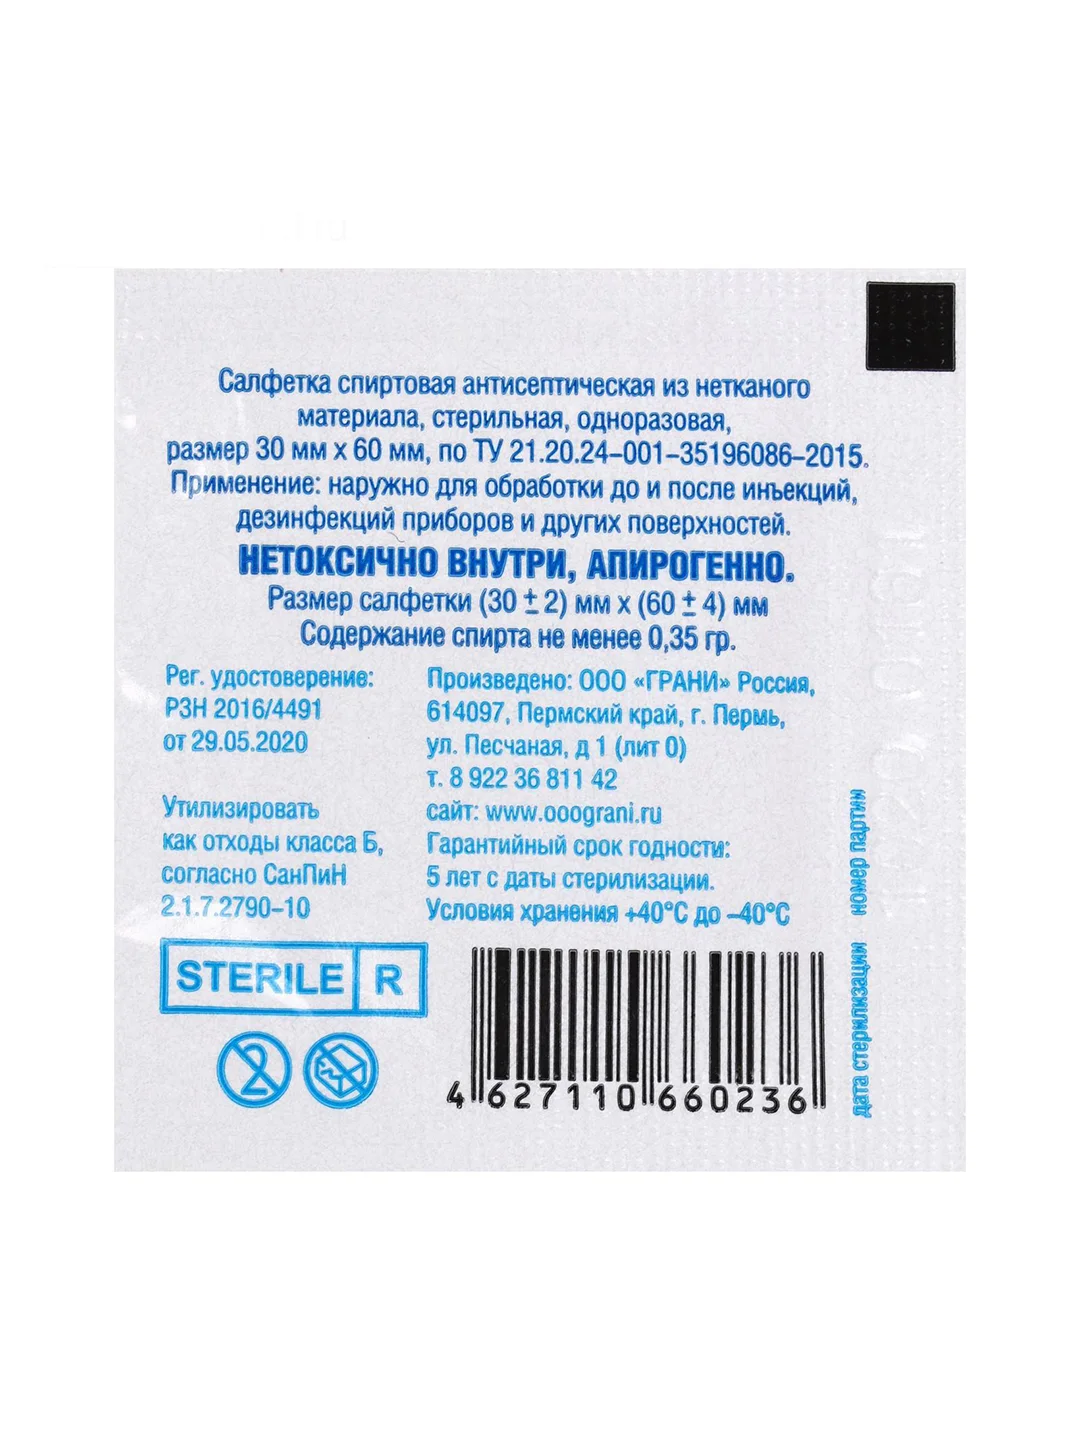 Салфетка спиртовая антисептическая из нетканого
материала, стерильная, одноразовая,
размер 30 мм х 60 мм, по ТУ 21.20.24–001–35196086–2015.
Применение: наружно для обработки до и после инъекций,
дезинфекций приборов и других поверхностей.
НЕТОКСИЧНО ВНУТРИ, АПИРОГЕННО.
Размер салфетки (30 ± 2) мм х (60 ± 4) мм
Содержание спирта не менее 0,35 гр.
Рег. удостоверение:
РЗН 2016/4491
от 29.05.2020
Утилизировать
как отходы класса Б,
согласно СанПиН
2.1.7.2790–10
Произведено: ООО «ГРАНИ» Россия,
614097, Пермский край, г. Пермь,
ул. Песчаная, д 1 (лит О)
т. 8 922 36 811 42
сайт: www.ooograni.ru
Гарантийный срок годности:
5 лет с даты стерилизации.
Условия хранения +40°С до –40°С
STERILE R
2
4 627110 660236
дата стерилизации номер партии